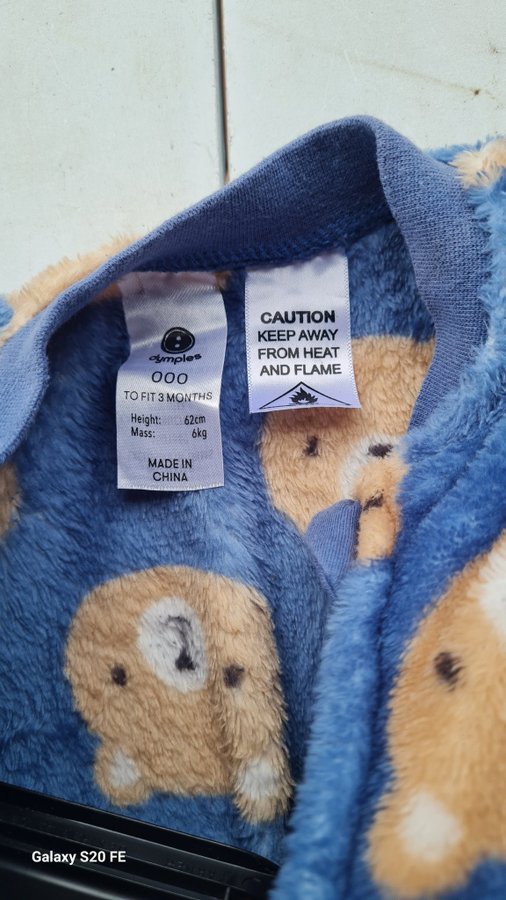 dymples
000
TO FIT 3 MONTHS
Height: 62cm
Mass: 6kg
MADE IN
CHINA
CAUTION
KEEP AWAY
FROM HEAT
AND FLAME
Galaxy S20 FE